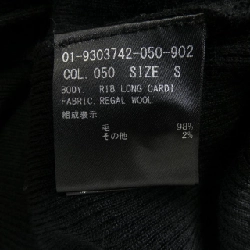 01-9303742-050-902
COL. 050 SIZE S
BODY. RIB LONG CARDI
FABRIC. REGAL WOOL
組成表示
毛 98%
その他 2%